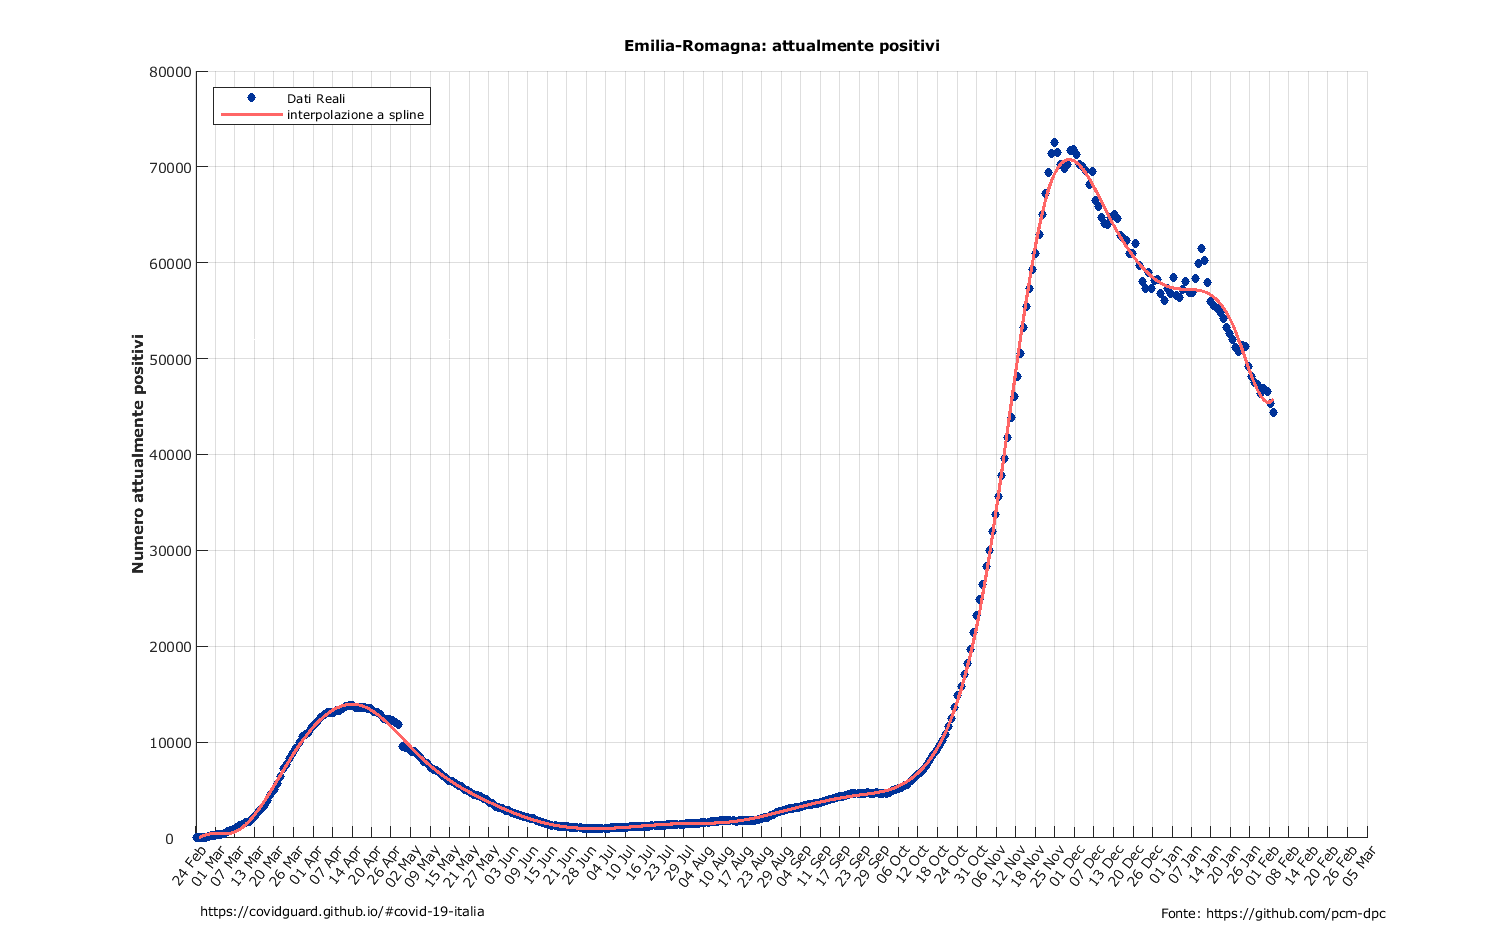 Emilia-Romagna: attualmente positivi
80000
70000
60000
50000
40000
30000
20000
10000
0
Numero attualmente positivi
Dati Reali
interpolazione a spline
24 Feb
01 Mar
07 Mar
13 Mar
20 Mar
26 Mar
01 Apr
07 Apr
14 Apr
20 Apr
26 Apr
02 May
09 May
15 May
21 May
27 May
03 Jun
09 Jun
15 Jun
21 Jun
28 Jun
04 Jul
10 Jul
16 Jul
23 Jul
29 Jul
04 Aug
10 Aug
17 Aug
23 Aug
29 Aug
04 Sep
11 Sep
17 Sep
23 Sep
29 Sep
06 Oct
12 Oct
18 Oct
24 Oct
31 Oct
06 Nov
12 Nov
18 Nov
25 Nov
01 Dec
07 Dec
13 Dec
20 Dec
26 Dec
01 Jan
07 Jan
14 Jan
20 Jan
26 Jan
01 Feb
08 Feb
14 Feb
20 Feb
26 Feb
05 Mar
https://covidguard.github.io/#covid-19-italia
Fonte: https://github.com/pcm-dpc